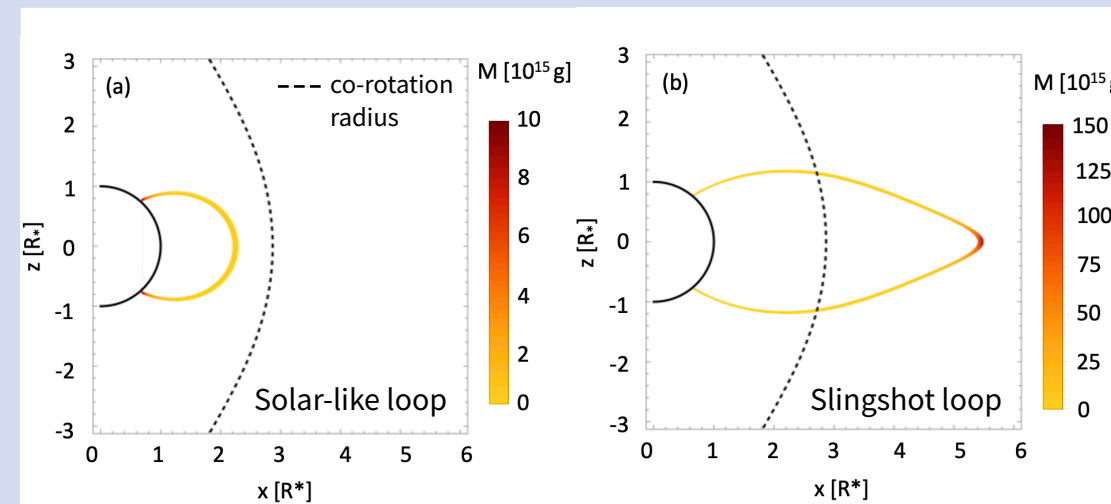 (a)
--- co-rotation
radius
M [10¹⁵ g]
10
8
6
4
2
0
3
2
1
0
-1
-2
-3
z [R*]
Solar-like loop
0 1 2 3 4 5 6
x [R*]
(b)
M [10¹⁵ g
150
125
100
75
50
25
0
3
2
1
0
-1
-2
-3
z [R*]
Slingshot loop
0 1 2 3 4 5 6
x [R*]